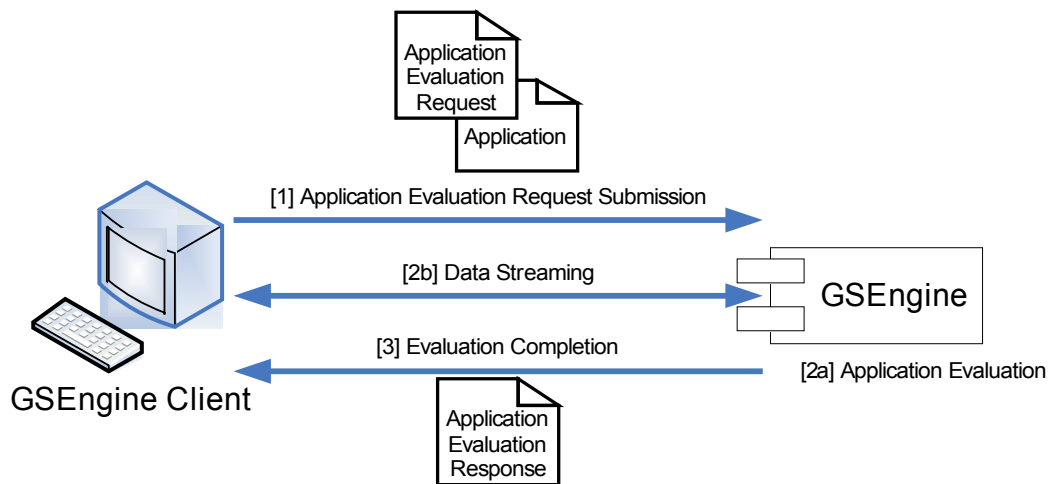 Application
Evaluation
Request
Application
[1] Application Evaluation Request Submission
[2b] Data Streaming
GSEngine
[3] Evaluation Completion
[2a] Application Evaluation
GSEngine Client
Application
Evaluation
Response